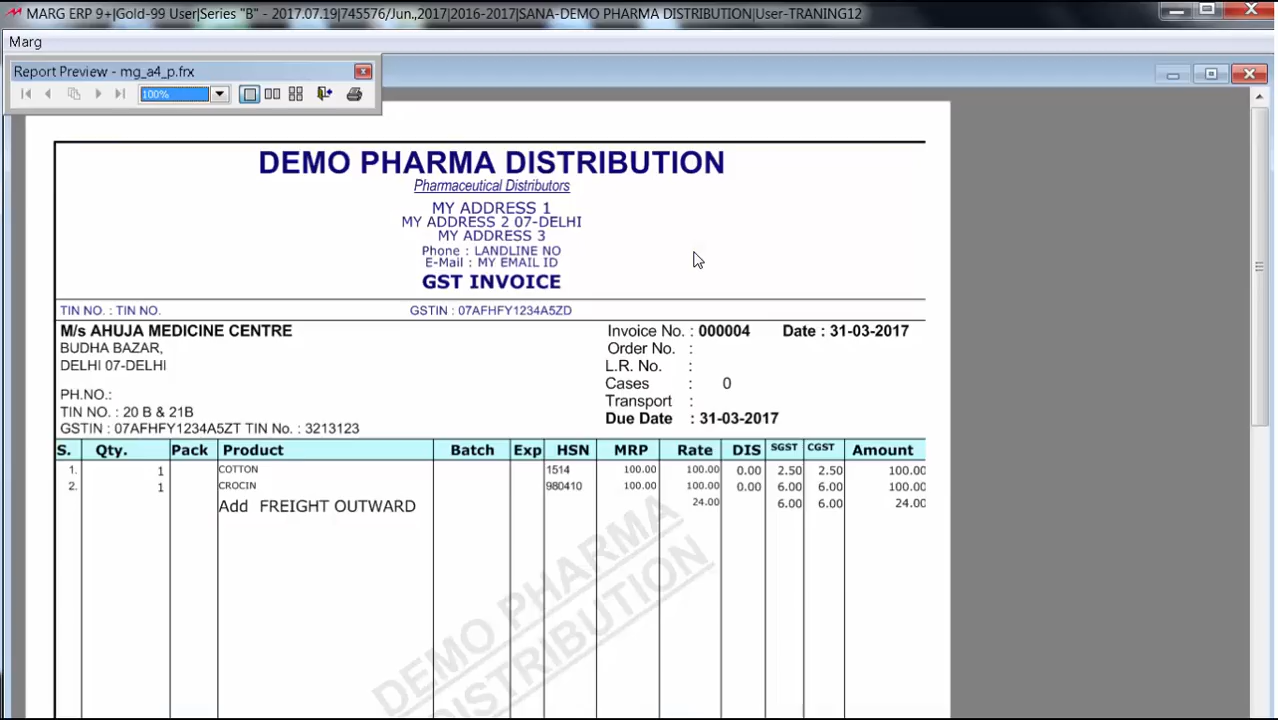 MARG ERP 9+|Gold-99 User|Series "B" - 2017.07.19|745576/Jun.,2017|2016-2017|SANA-DEMO PHARMA DISTRIBUTION|User-TRANING12
Marg
Report Preview - mg_a4_p.frx
100%
DEMO PHARMA DISTRIBUTION
Pharmaceutical Distributors
MY ADDRESS 1
MY ADDRESS 2 07-DELHI
MY ADDRESS 3
Phone : LANDLINE NO
E-Mail : MY EMAIL ID
GST INVOICE
TIN NO. : TIN NO. GSTIN : 07AFHFY1234A5ZD
M/s AHUJA MEDICINE CENTRE Invoice No. : 000004 Date : 31-03-2017
BUDHA BAZAR, Order No. :
DELHI 07-DELHI L.R. No. :
Cases : 0
PH.NO.: Transport :
TIN NO. : 20 B & 21B Due Date : 31-03-2017
GSTIN : 07AFHFY1234A5ZT TIN No. : 3213123
S. Qty. Pack Product Batch Exp HSN MRP Rate DIS SGST CGST Amount
1. 1 COTTON 1514 100.00 100.00 0.00 2.50 2.50 100.00
2. 1 CROCIN 980410 100.00 100.00 0.00 6.00 6.00 100.00
Add FREIGHT OUTWARD 24.00 6.00 6.00 24.00
DEMO PHARMA
DISTRIBUTION